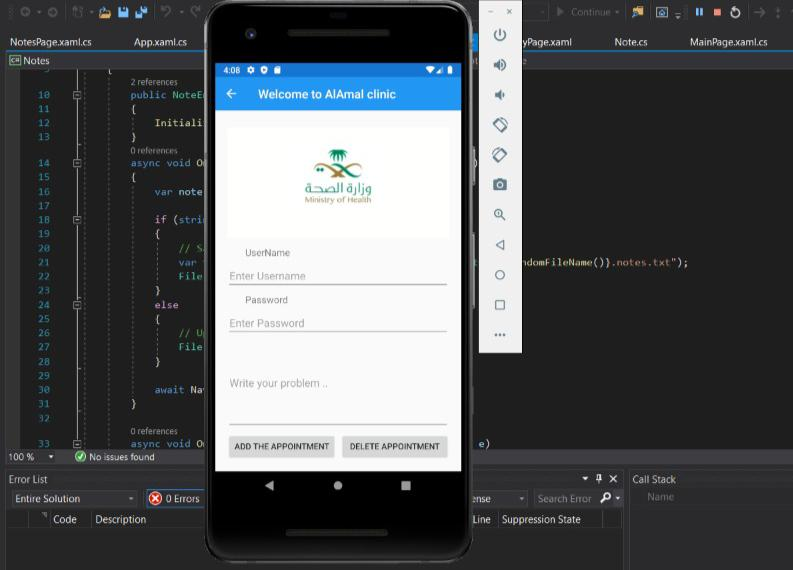 Continue
NotesPage.xaml.cs
App.xaml.cs
yPage.xaml
Note.cs
MainPage.xaml.cs
C# Notes
2 references
10 public NoteEn
11 {
12 Initiali
13 }
0 references
14 async void On
15 {
16 var note
17
18 if (strin
19 {
20 // S
21 var
ndomFileName()}.notes.txt");
22 File
23 }
24 else
25 {
26 // U
27 File
28 }
29
30 await Nav
31 }
32
0 references
33 async void On
e)
100 %
No issues found
Error List
Entire Solution
0 Errors
ense
Search Error
Code
Description
Line
Suppression State
Call Stack
Name
4:08
Welcome to AlAmal clinic
وزارة الصحة
Ministry of Health
UserName
Enter Username
Password
Enter Password
Write your problem ..
ADD THE APPOINTMENT
DELETE APPOINTMENT